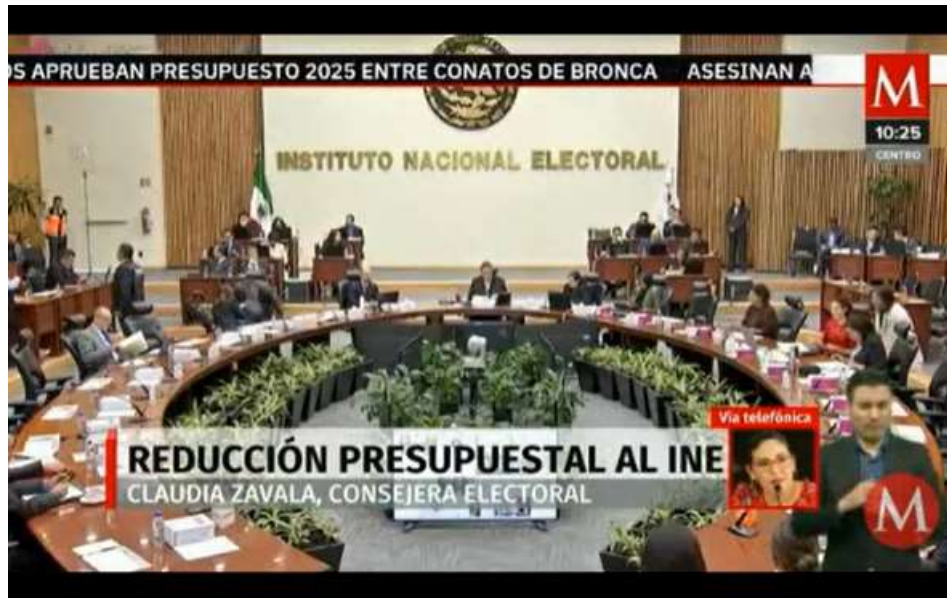 OS APRUEBAN PRESUPUESTO 2025 ENTRE CONATOS DE BRONCA ASESINAN A
M
10:25
CENTRO
INSTITUTO NACIONAL ELECTORAL
Vía telefónica
REDUCCIÓN PRESUPUESTAL AL INE
CLAUDIA ZAVALA, CONSEJERA ELECTORAL
M